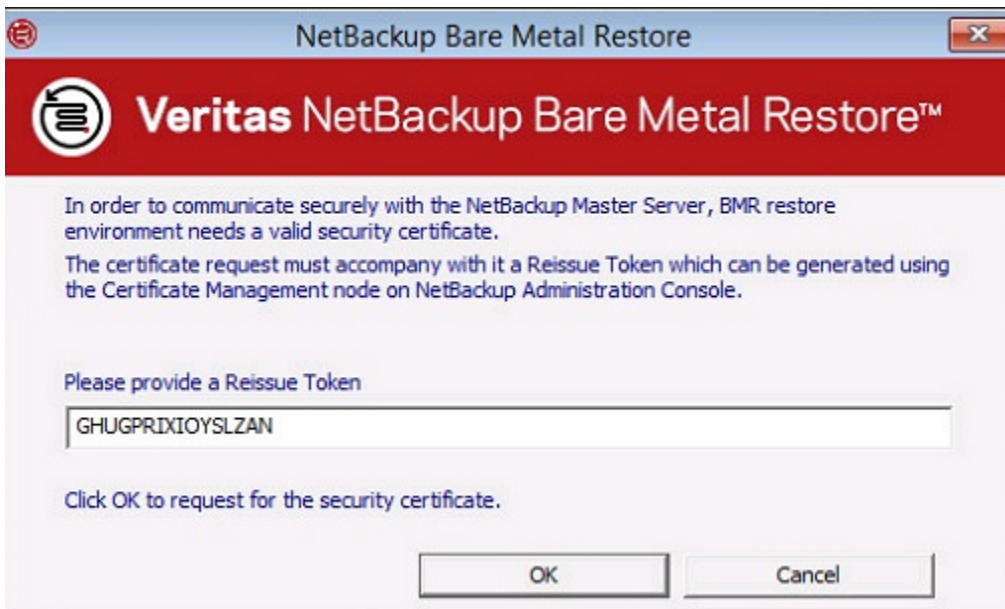 NetBackup Bare Metal Restore
Veritas NetBackup Bare Metal Restore™
In order to communicate securely with the NetBackup Master Server, BMR restore
environment needs a valid security certificate.
The certificate request must accompany with it a Reissue Token which can be generated using
the Certificate Management node on NetBackup Administration Console.
Please provide a Reissue Token
GHUGPRIXIOYSLZAN
Click OK to request for the security certificate.
OK Cancel